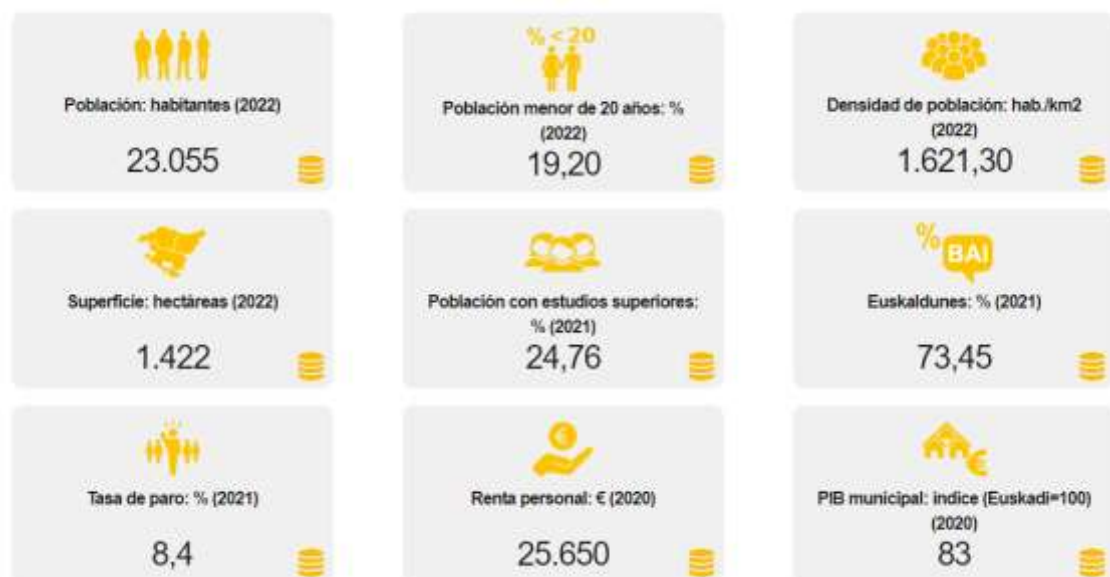 Población: habitantes (2022)
23.055
% < 20
Población menor de 20 años: %
(2022)
19,20
Densidad de población: hab./km2
(2022)
1.621,30
Superficie: hectáreas (2022)
1.422
Población con estudios superiores:
% (2021)
24,76
%
BAI
Euskaldunes: % (2021)
73,45
Tasa de paro: % (2021)
8,4
€
Renta personal: € (2020)
25.650
€
PIB municipal: indice (Euskadi=100)
(2020)
83